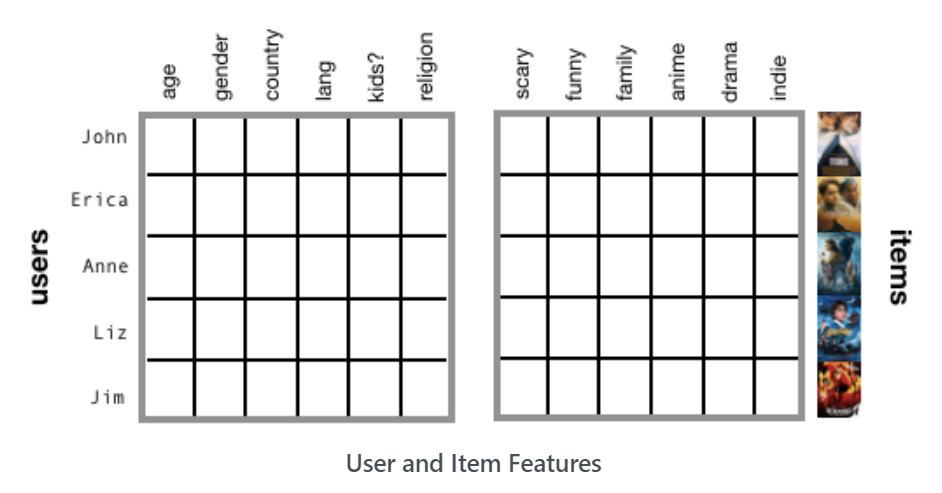 age gender country lang kids? religion
scary funny family anime drama indie
users
John
Erica
Anne
Liz
Jim
items
User and Item Features